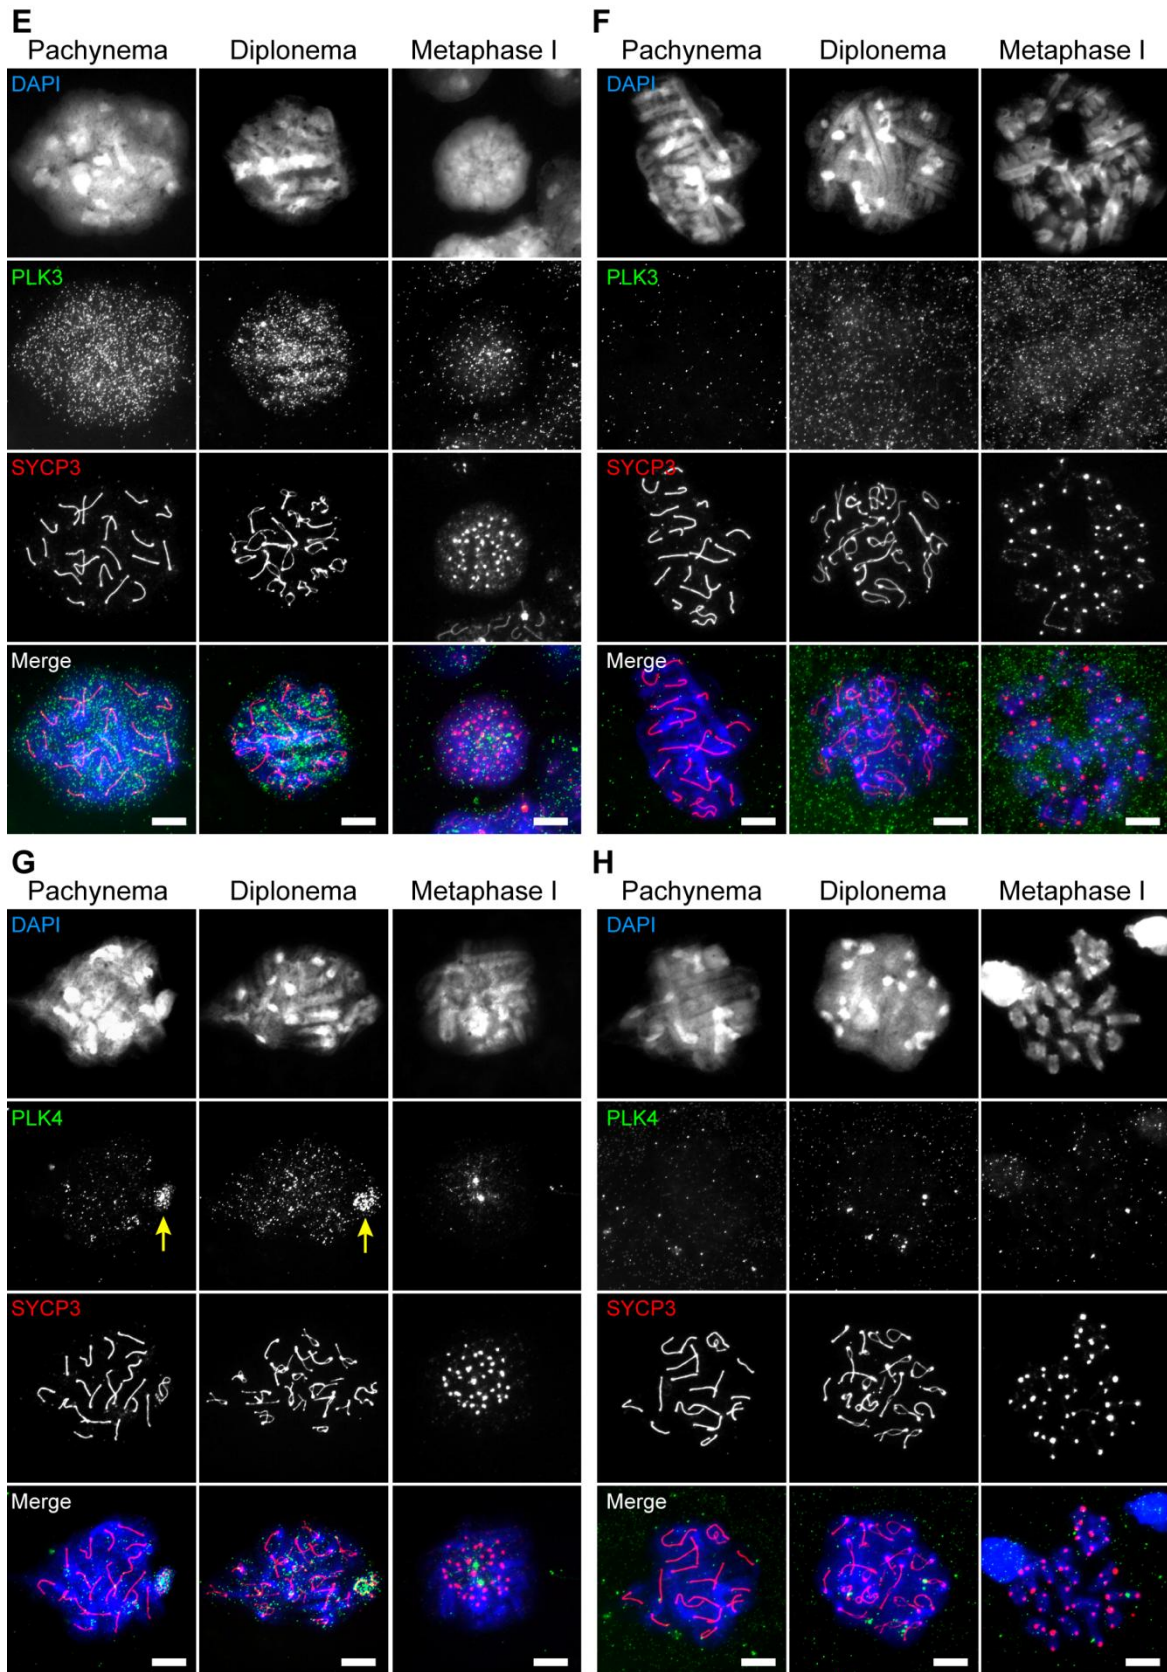 E
Pachynema Diplonema Metaphase I
DAPI
PLK3
SYCP3
Merge
F
Pachynema Diplonema Metaphase I
DAPI
PLK3
SYCP3
Merge
G
Pachynema Diplonema Metaphase I
DAPI
PLK4
SYCP3
Merge
H
Pachynema Diplonema Metaphase I
DAPI
PLK4
SYCP3
Merge